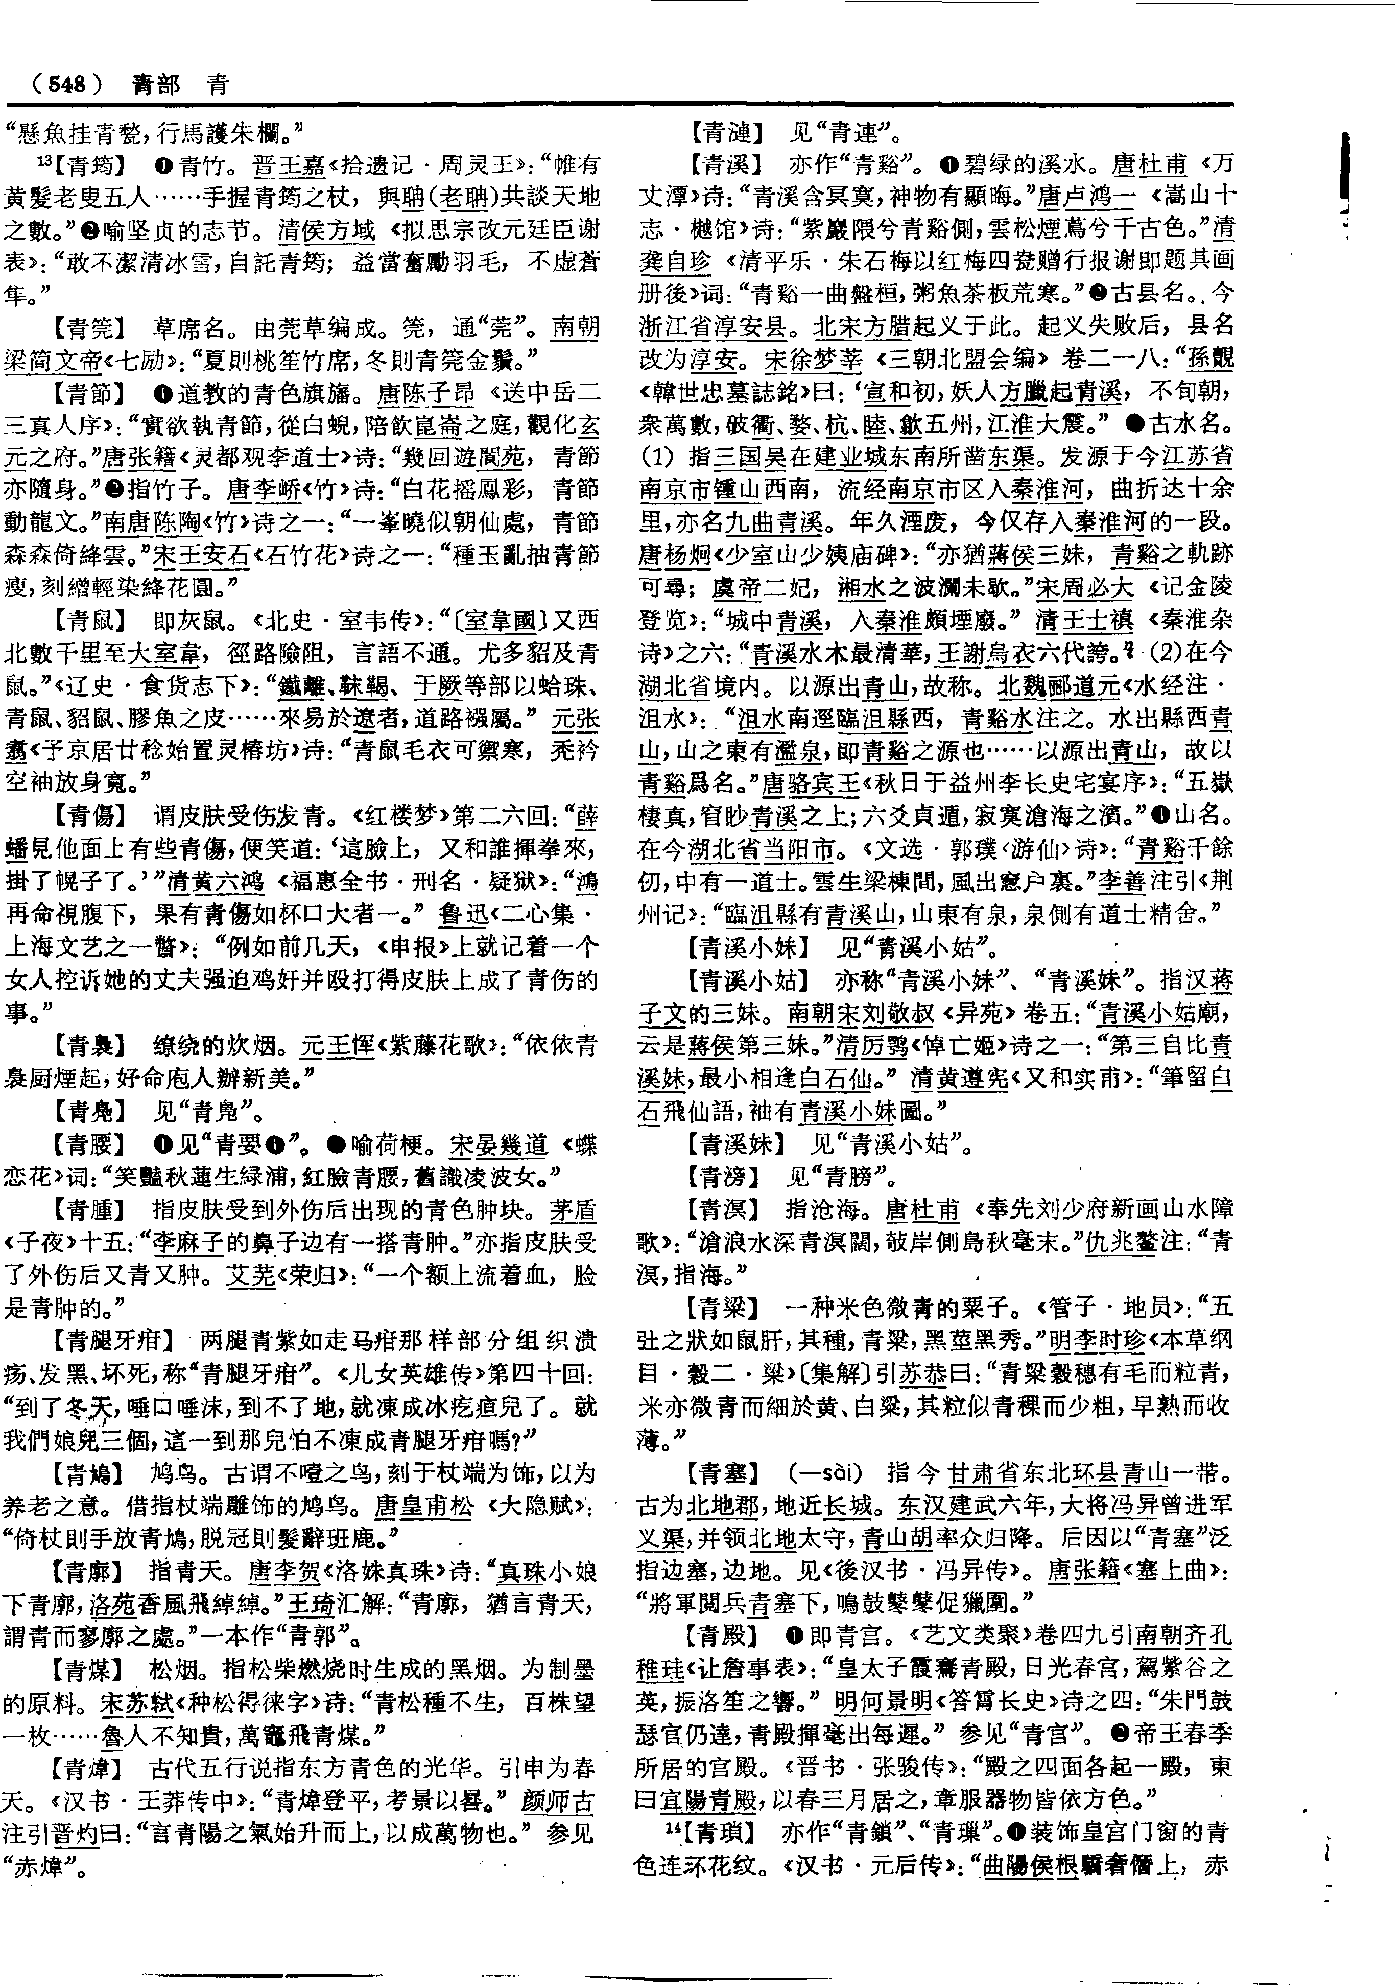 （548） 青部 青
“懸魚挂青甃，行馬護朱欄。”
13【青筠】 ❶青竹。晋王嘉《拾遗记·周灵王》：“惟有
黄髮老叟五人……手握青筠之杖，與聃(老聃)共談天地
之數。”❷喻坚贞的志节。清侯方域《拟思宗改元廷臣谢
表》：“敢不潔清冰雪，自託青筠；益當奮勵羽毛，不虚蒼
隼。”
【青筦】 草席名。由莞草编成。筦，通“莞”。南朝
梁简文帝《七励》：“夏則桃笙竹席，冬則青筦金鬚。”
【青節】 ❶道教的青色旗旛。唐陈子昂《送中岳二
三真人序》：“實欲執青節，從白蜺，陪飲崑崙之庭，觀化玄
元之府。”唐张籍《灵都观李道士》诗：“幾回遊閬苑，青節
亦隨身。”❷指竹子。唐李峤《竹》诗：“白花摇鳳彩，青節
動龍文。”南唐陈陶《竹》诗之一：“一峯曉似朝仙處，青節
森森倚絳雲。”宋王安石《石竹花》诗之一：“種玉亂抽青節
瘦，刻繒輕染絳花圓。”
【青鼠】 即灰鼠。《北史·室韦传》：“〔室韋國〕又西
北數千里至大室韋，徑路險阻，言語不通。尤多貂及青
鼠。”《辽史·食货志下》：“鐵離、靺鞨、于厥等部以蛤珠、
青鼠、貂鼠、膠魚之皮……來易於遼者，道路襁屬。”元张
翥《予京居廿稔始置灵椿坊》诗：“青鼠毛衣可禦寒，秃衿
空袖放身寬。”
【青傷】 谓皮肤受伤发青。《红楼梦》第二六回：“薛
蟠見他面上有些青傷，便笑道：‘這臉上，又和誰揮拳來，
掛了幌子了。’”清黄六鸿《福惠全书·刑名·疑狱》：“鴻
再命視腹下，果有青傷如杯口大者一。”鲁迅《二心集·
上海文艺之一瞥》：“例如前几天，《申报》上就记着一个
女人控诉她的丈夫强迫鸡奸并殴打得皮肤上成了青伤的
事。”
【青裊】 缭绕的炊烟。元王恽《紫藤花歌》：“依依青
裊厨煙起，好命庖人辦新美。”
【青鳧】 见“青凫”。
【青腰】 ❶见“青要❶”。❷喻荷梗。宋晏幾道《蝶
恋花》词：“笑豔秋蓮生緑浦，紅臉青腰，舊識凌波女。”
【青腫】 指皮肤受到外伤后出现的青色肿块。茅盾
《子夜》十五：“李麻子的鼻子边有一搭青肿。”亦指皮肤受
了外伤后又青又肿。艾芜《荣归》：“一个额上流着血，脸
是青肿的。”
【青腿牙疳】 两腿青紫如走马疳那样部分组织溃
疡、发黑、坏死，称“青腿牙疳”。《儿女英雄传》第四十回：
“到了冬天，唾口唾沫，到不了地，就凍成冰疙疸兒了。就
我們娘兒三個，這一到那兒怕不凍成青腿牙疳嗎？”
【青鳩】 鸠鸟。古谓不噎之鸟，刻于杖端为饰，以为
养老之意。借指杖端雕饰的鸠鸟。唐皇甫松《大隐赋》：
“倚杖則手放青鳩，脱冠則髮辭班鹿。”
【青廓】 指青天。唐李贺《洛姝真珠》诗：“真珠小娘
下青廓，洛苑香風飛綽綽。”王琦汇解：“青廓，猶言青天，
謂青而寥廓之處。”一本作“青郭”。
【青煤】 松烟。指松柴燃烧时生成的黑烟。为制墨
的原料。宋苏轼《种松得徕字》诗：“青松種不生，百株望
一枚……魯人不知貴，萬竈飛青煤。”
【青煒】 古代五行说指东方青色的光华。引申为春
天。《汉书·王莽传中》：“青煒登平，考景以晷。”颜师古
注引晋灼曰：“言青陽之氣始升而上，以成萬物也。”参见
“赤煒”。
【青漣】 见“青連”。
【青溪】 亦作“青谿”。❶碧绿的溪水。唐杜甫《万
丈潭》诗：“青溪含冥寞，神物有顯晦。”唐卢鸿一《嵩山十
志·樾馆》诗：“紫巖隈兮青谿側，雲松煙蔦兮千古色。”清
龚自珍《清平乐·朱石梅以红梅四瓷赠行报谢即题其画
册後》词：“青谿一曲盤桓，粥魚茶板荒寒。”❷古县名。今
浙江省淳安县。北宋方腊起义于此。起义失败后，县名
改为淳安。宋徐梦莘《三朝北盟会编》卷二一八：“孫覿
《韓世忠墓誌銘》曰：‘宣和初，妖人方臘起青溪，不旬朝，
衆萬數，破衢、婺、杭、睦、歙五州，江淮大震。”❸古水名。
(1) 指三国吴在建业城东南所凿东渠。发源于今江苏省
南京市锺山西南，流经南京市区入秦淮河，曲折达十余
里，亦名九曲青溪。年久湮废，今仅存入秦淮河的一段。
唐杨炯《少室山少姨庙碑》：“亦猶蔣侯三妹，青谿之軌跡
可尋；虞帝二妃，湘水之波瀾未歇。”宋周必大《记金陵
登览》：“城中青溪，入秦淮頗堙廢。”清王士禛《秦淮杂
诗》之六：“青溪水木最清華，王謝烏衣六代誇。”(2)在今
湖北省境内。以源出青山，故称。北魏郦道元《水经注·
沮水》：“沮水南逕臨沮縣西，青谿水注之。水出縣西青
山，山之東有濫泉，即青谿之源也……以源出青山，故以
青谿爲名。”唐骆宾王《秋日于益州李长史宅宴序》：“五嶽
棲真，窅眇青溪之上；六爻貞遁，寂寞滄海之濱。”❹山名。
在今湖北省当阳市。《文选·郭璞〈游仙〉诗》：“青谿千餘
仞，中有一道士。雲生梁棟間，風出窻户裏。”李善注引《荆
州记》：“臨沮縣有青溪山，山東有泉，泉側有道士精舍。”
【青溪小妹】 见“青溪小姑”。
【青溪小姑】 亦称“青溪小妹”、“青溪妹”。指汉蒋
子文的三妹。南朝宋刘敬叔《异苑》卷五：“青溪小姑廟，
云是蔣侯第三妹。”清厉鹗《悼亡姬》诗之一：“第三自比青
溪妹，最小相逢白石仙。”清黄遵宪《又和实甫》：“筆留白
石飛仙語，袖有青溪小妹圖。”
【青溪妹】 见“青溪小姑”。
【青滂】 见“青膀”。
【青溟】 指沧海。唐杜甫《奉先刘少府新画山水障
歌》：“滄浪水深青溟闊，攲岸側島秋毫末。”仇兆鳌注：“青
溟，指海。”
【青粱】 一种米色微青的粟子。《管子·地员》：“五
𡉕之狀如鼠肝，其種，青粱，黑莖黑秀。”明李时珍《本草纲
目·穀二·粱》〔集解〕引苏恭曰：“青粱穀穗有毛而粒青，
米亦微青而細於黄、白粱，其粒似青稞而少粗，早熟而收
薄。”
【青塞】 (—sài) 指今甘肃省东北环县青山一带。
古为北地郡，地近长城。东汉建武六年，大将冯异曾进军
义渠，并领北地太守，青山胡率众归降。后因以“青塞”泛
指边塞，边地。见《後汉书·冯异传》。唐张籍《塞上曲》：
“將軍閱兵青塞下，鳴鼓鼕鼕促獵圍。”
【青殿】 ❶即青宫。《艺文类聚》卷四九引南朝齐孔
稚珪《让詹事表》：“皇太子霞騫青殿，日光春宫，駕紫谷之
英，振洛笙之響。”明何景明《答霄长史》诗之四：“朱門鼓
瑟官仍達，青殿揮毫出每遲。”参见“青宫”。❷帝王春季
所居的宫殿。《晋书·张骏传》：“殿之四面各起一殿，東
曰宜陽青殿，以春三月居之，章服器物皆依方色。”
14【青瑣】 亦作“青鎖”、“青璅”。❶装饰皇宫门窗的青
色连环花纹。《汉书·元后传》：“曲陽侯根驕奢僭上，赤